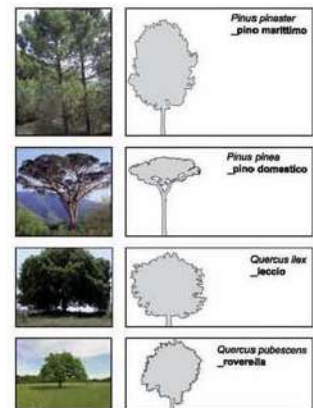 Pinus pinaster
_pino marittimo
Pinus pinea
_pino domestico
Quercus ilex
_leccio
Quercus pubescens
_roverella